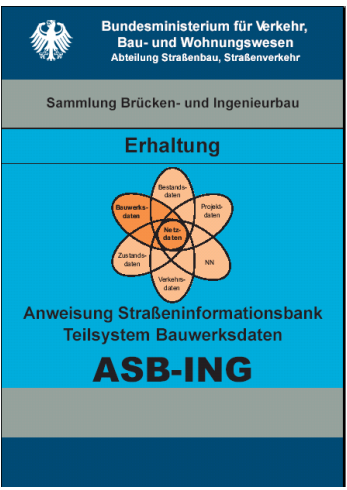 Bundesministerium für Verkehr,
Bau- und Wohnungswesen
Abteilung Straßenbau, Straßenverkehr
Sammlung Brücken- und Ingenieurbau
Erhaltung
Bestands-
daten
Bauwerks-
daten
Projekt-
daten
Netz-
daten
Zustands-
daten
NN
Verkehrs-
daten
Anweisung Straßeninformationsbank
Teilsystem Bauwerksdaten
ASB-ING